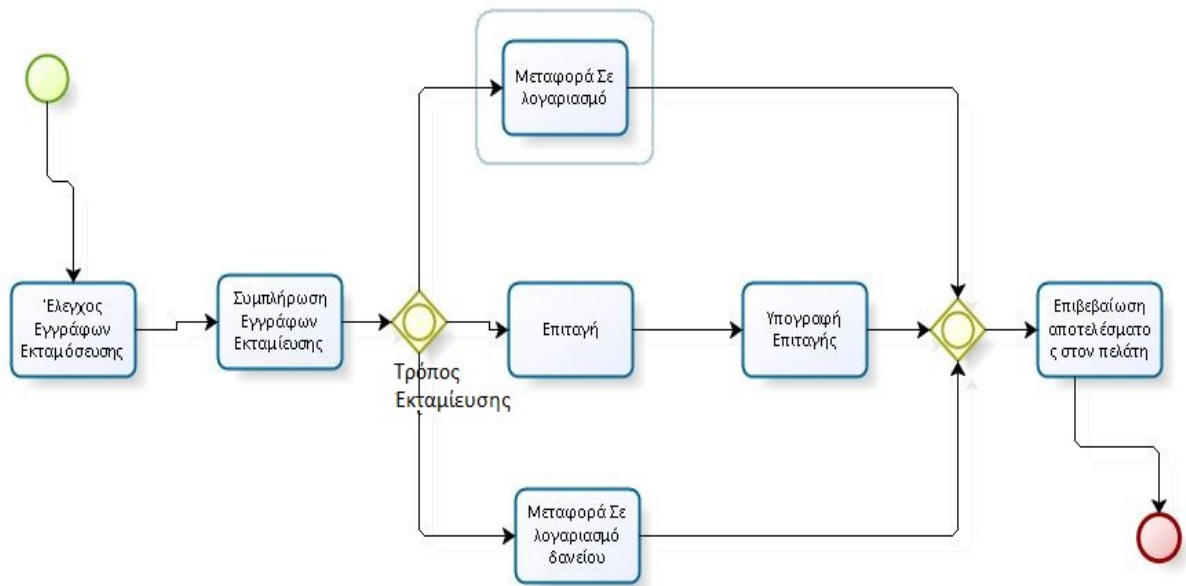 Μεταφορά Σε
λογαριασμό
Έλεγχος
Εγγράφων
Εκταμόσευσης
Συμπλήρωση
Εγγράφων
Εκταμίευσης
Τρόπος
Εκταμίευσης
Επιταγή
Υπογραφή
Επιταγής
Μεταφορά Σε
λογαριασμό
δανείου
Επιβεβαίωση
αποτελέσματο
ς στον πελάτη